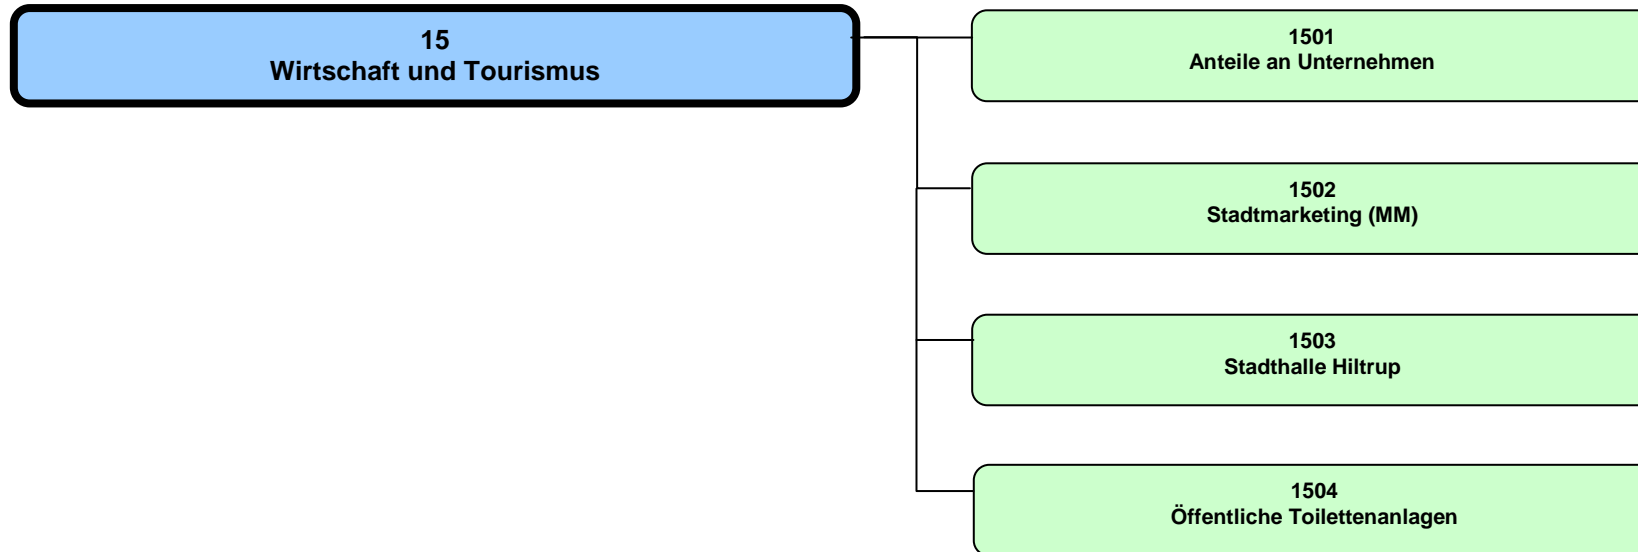 15
Wirtschaft und Tourismus
1501
Anteile an Unternehmen
1502
Stadtmarketing (MM)
1503
Stadthalle Hiltrup
1504
Öffentliche Toilettenanlagen